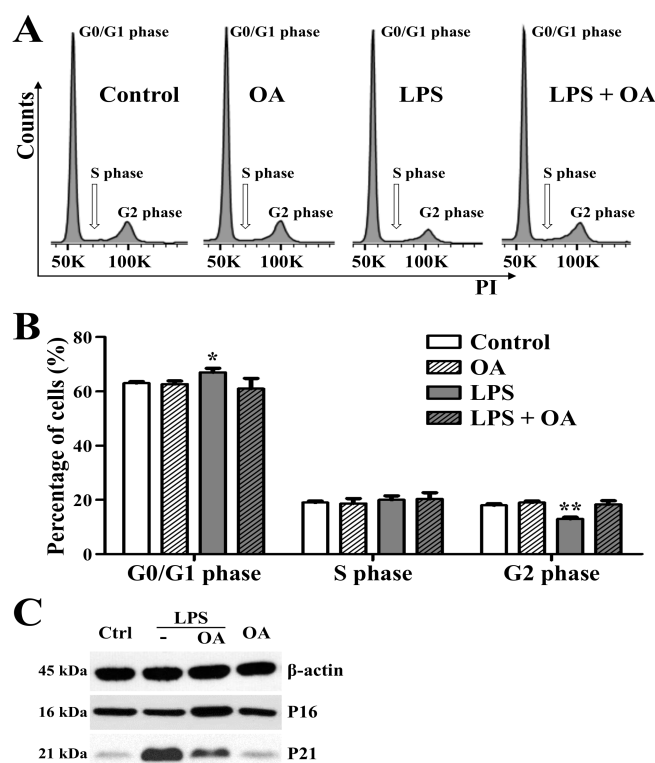 A
G0/G1 phase G0/G1 phase G0/G1 phase G0/G1 phase
Control OA LPS LPS + OA
Counts
S phase S phase S phase S phase
G2 phase G2 phase G2 phase G2 phase
50K 100K 50K 100K 50K 100K 50K 100K
PI
B
Percentage of cells (%)
80
60
40
20
0
*
**
Control
OA
LPS
LPS + OA
G0/G1 phase S phase G2 phase
C
LPS
Ctrl - OA OA
45 kDa β-actin
16 kDa P16
21 kDa P21